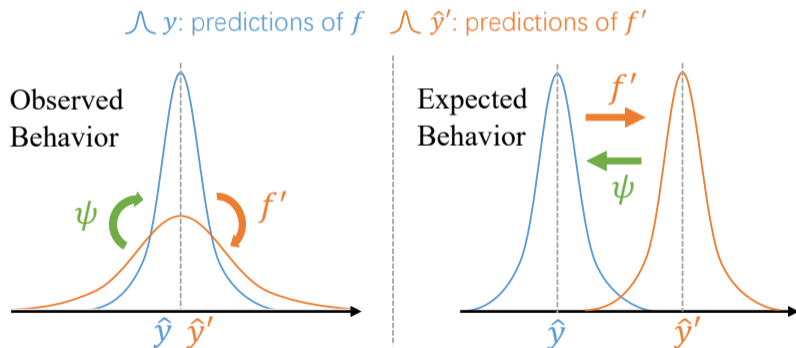 y: predictions of f ŷ′: predictions of f′
Observed
Behavior
ψ
f′
ŷ ŷ′
Expected
Behavior
f′
ψ
ŷ
ŷ′